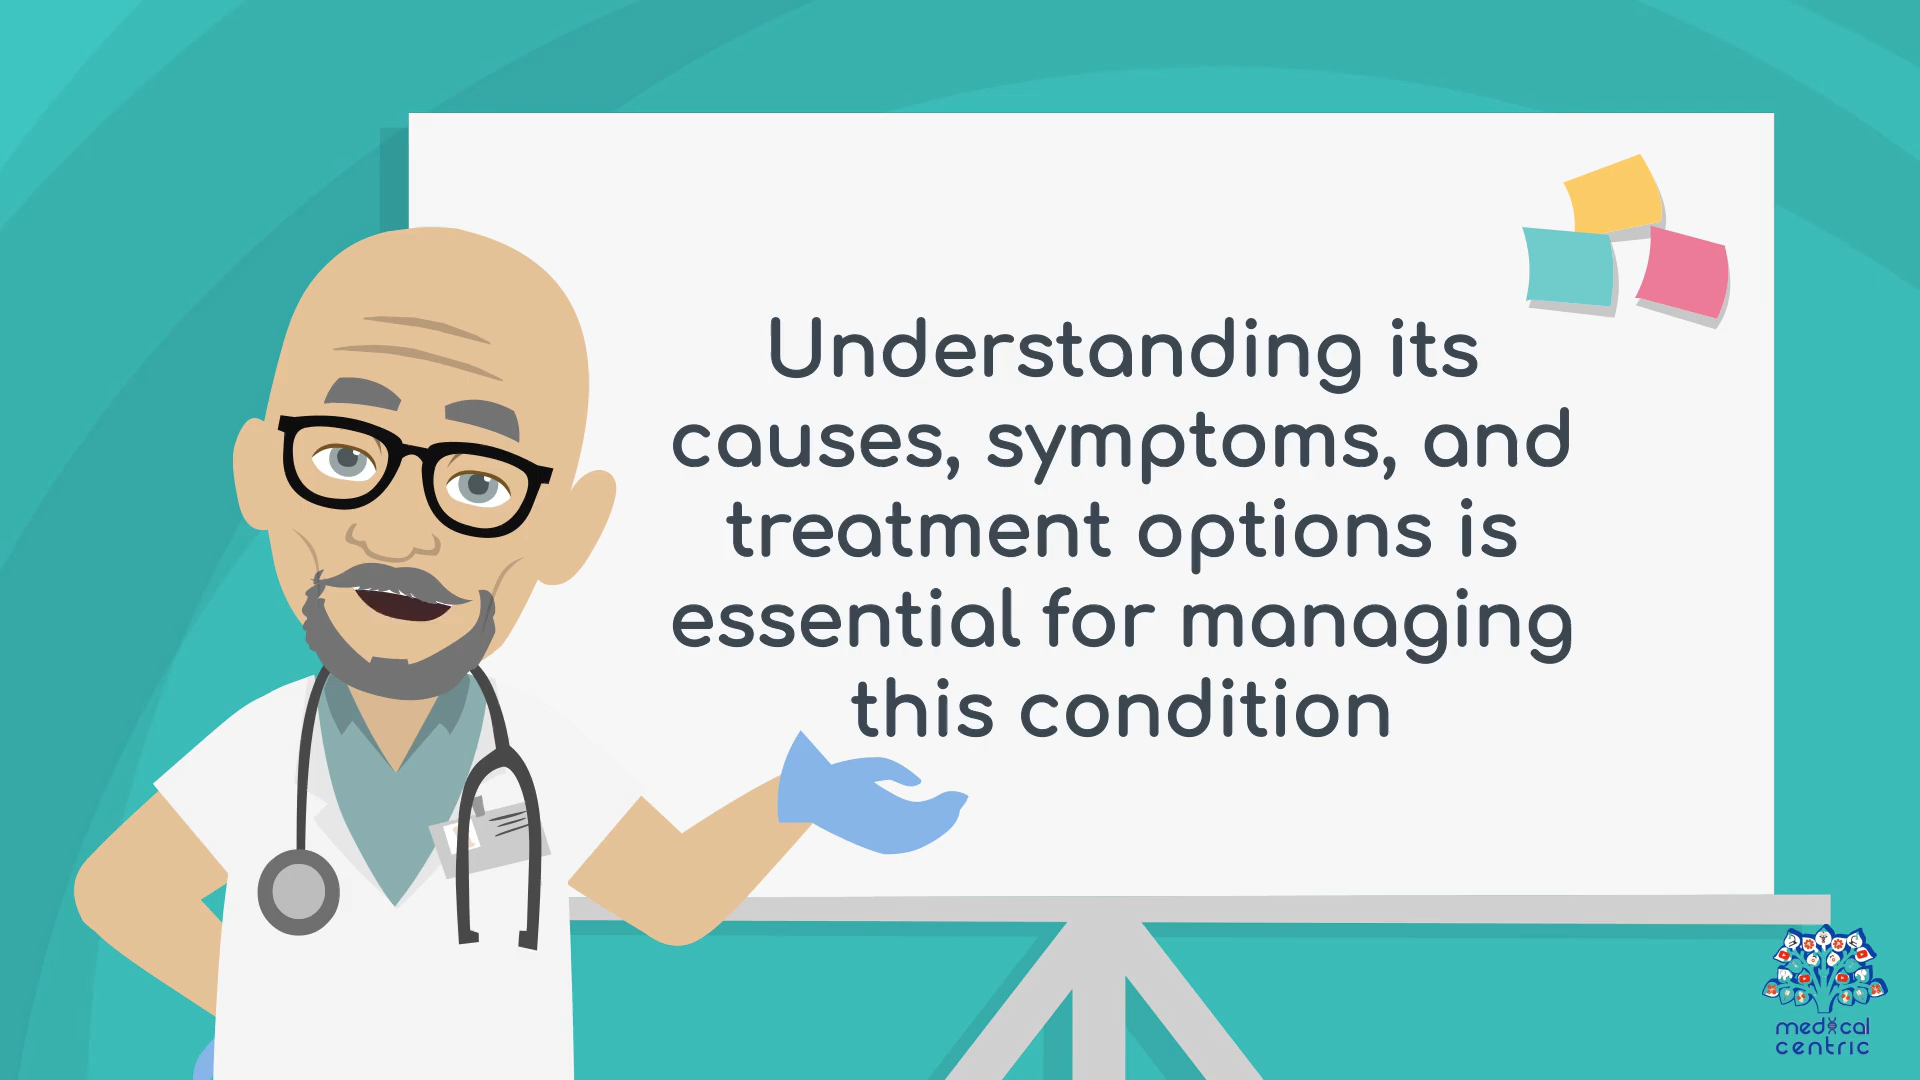 Understanding its
causes, symptoms, and
treatment options is
essential for managing
this condition
medical
centric